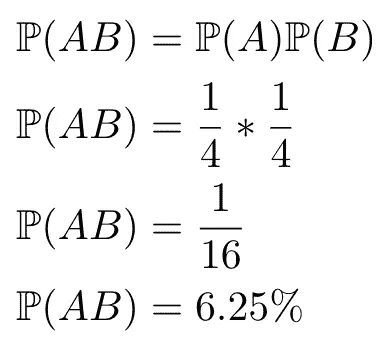 ℙ(AB) = ℙ(A)ℙ(B)
ℙ(AB) = 1/4 * 1/4
ℙ(AB) = 1/16
ℙ(AB) = 6.25%